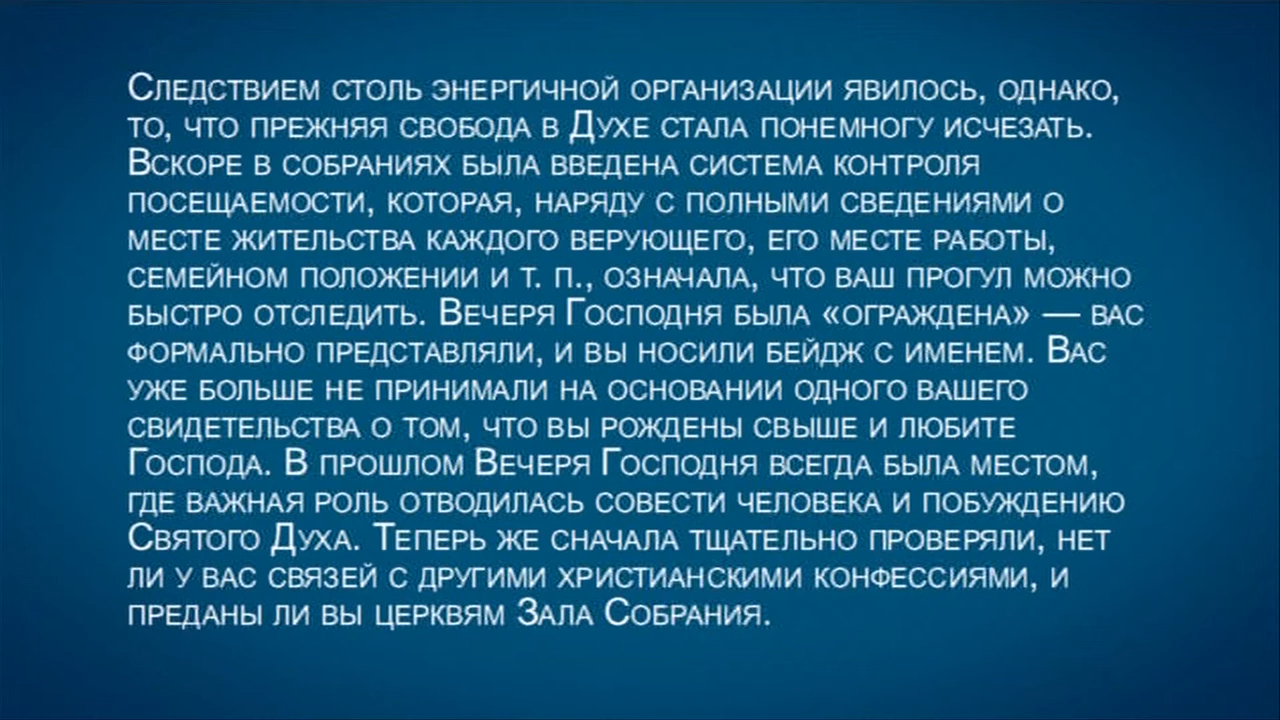 Следствием столь энергичной организации явилось, однако,
то, что прежняя свобода в Духе стала понемногу исчезать.
Вскоре в собраниях была введена система контроля
посещаемости, которая, наряду с полными сведениями о
месте жительства каждого верующего, его месте работы,
семейном положении и т. п., означала, что ваш прогул можно
быстро отследить. Вечеря Господня была «ограждена» — вас
формально представляли, и вы носили бейдж с именем. Вас
уже больше не принимали на основании одного вашего
свидетельства о том, что вы рождены свыше и любите
Господа. В прошлом Вечеря Господня всегда была местом,
где важная роль отводилась совести человека и побуждению
Святого Духа. Теперь же сначала тщательно проверяли, нет
ли у вас связей с другими христианскими конфессиями, и
преданы ли вы церквям Зала Собрания.